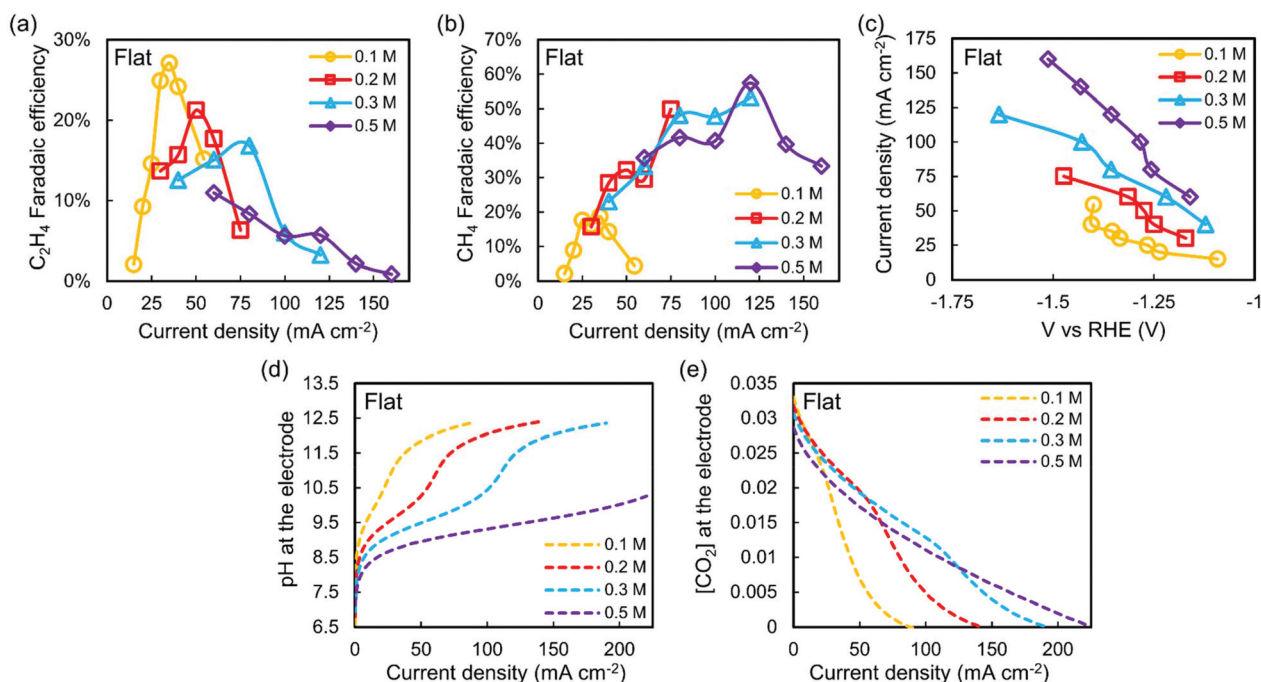 (a)
C₂H₄ Faradaic efficiency
30%
20%
10%
0%
Flat
0.1 M
0.2 M
0.3 M
0.5 M
0 25 50 75 100 125 150
Current density (mA cm⁻²)
(b)
CH₄ Faradaic efficiency
70%
60%
50%
40%
30%
20%
10%
0%
Flat
0.1 M
0.2 M
0.3 M
0.5 M
0 25 50 75 100 125 150
Current density (mA cm⁻²)
(c)
Current density (mA cm⁻²)
175
150
125
100
75
50
25
0
Flat
0.1 M
0.2 M
0.3 M
0.5 M
-1.75 -1.5 -1.25 -1
V vs RHE (V)
(d)
pH at the electrode
13.5
12.5
11.5
10.5
9.5
8.5
7.5
6.5
Flat
0.1 M
0.2 M
0.3 M
0.5 M
0 50 100 150 200
Current density (mA cm⁻²)
(e)
[CO₂] at the electrode
0.035
0.03
0.025
0.02
0.015
0.01
0.005
0
Flat
0.1 M
0.2 M
0.3 M
0.5 M
0 50 100 150 200
Current density (mA cm⁻²)